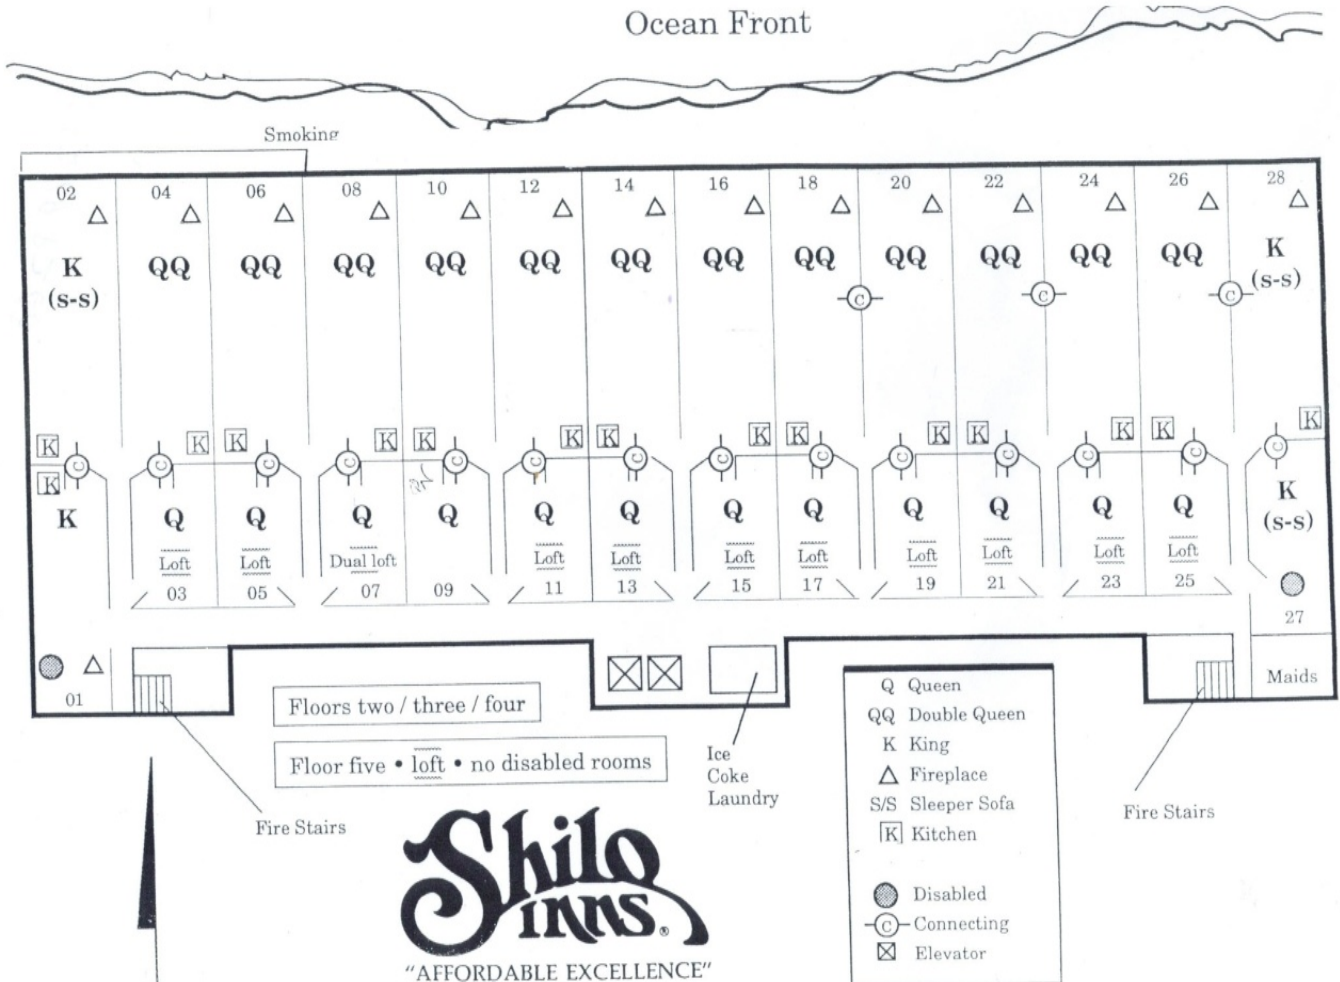 Ocean Front
Smoking
02 04 06 08 10 12 14 16 18 20 22 24 26 28
K QQ QQ QQ QQ QQ QQ QQ QQ QQ QQ QQ QQ K
(s-s) (s-s)
C C C
K K K K K K K K K K K K K K
C C C C C C C C C C C C C C
K
K Q Q Q Q Q Q Q Q Q Q Q Q K
(s-s)
Loft Loft Dual loft Loft Loft Loft Loft Loft Loft Loft Loft
03 05 07 09 11 13 15 17 19 21 23 25
27
01
Maids
Floors two / three / four
Floor five • loft • no disabled rooms
Fire Stairs
Ice
Coke
Laundry
Fire Stairs
Q Queen
QQ Double Queen
K King
Fireplace
S/S Sleeper Sofa
K Kitchen
Disabled
C Connecting
Elevator
Shilo
inns®
"AFFORDABLE EXCELLENCE"